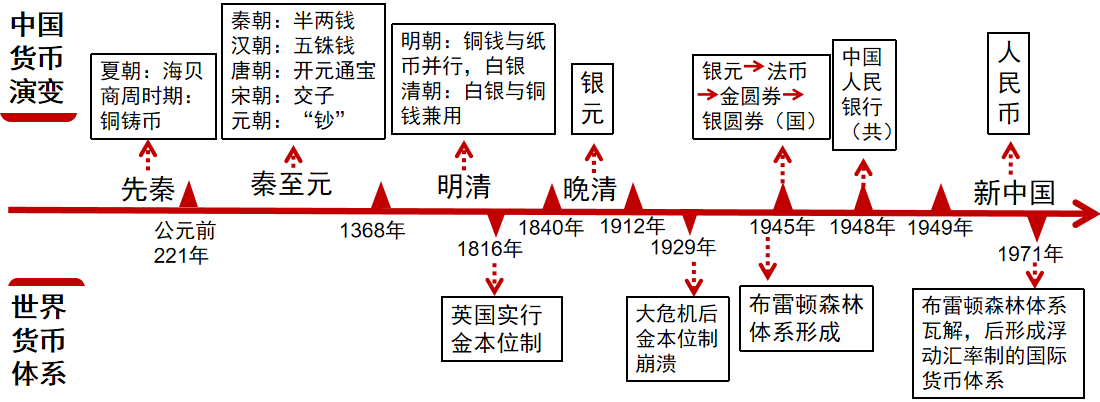 中国
货币
演变
夏朝：海贝
商周时期：
铜铸币
秦朝：半两钱
汉朝：五铢钱
唐朝：开元通宝
宋朝：交子
元朝：“钞”
明朝：铜钱与纸
币并行，白银
清朝：白银与铜
钱兼用
银
元
银元→法币
→金圆券→
银圆券（国）
中国
人民
银行
（共）
人
民
币
先秦
秦至元
明清
晚清
新中国
公元前
221年
1368年
1816年
1840年
1912年
1929年
1945年
1948年
1949年
1971年
世界
货币
体系
英国实行
金本位制
大危机后
金本位制
崩溃
布雷顿森林
体系形成
布雷顿森林体系
瓦解，后形成浮
动汇率制的国际
货币体系